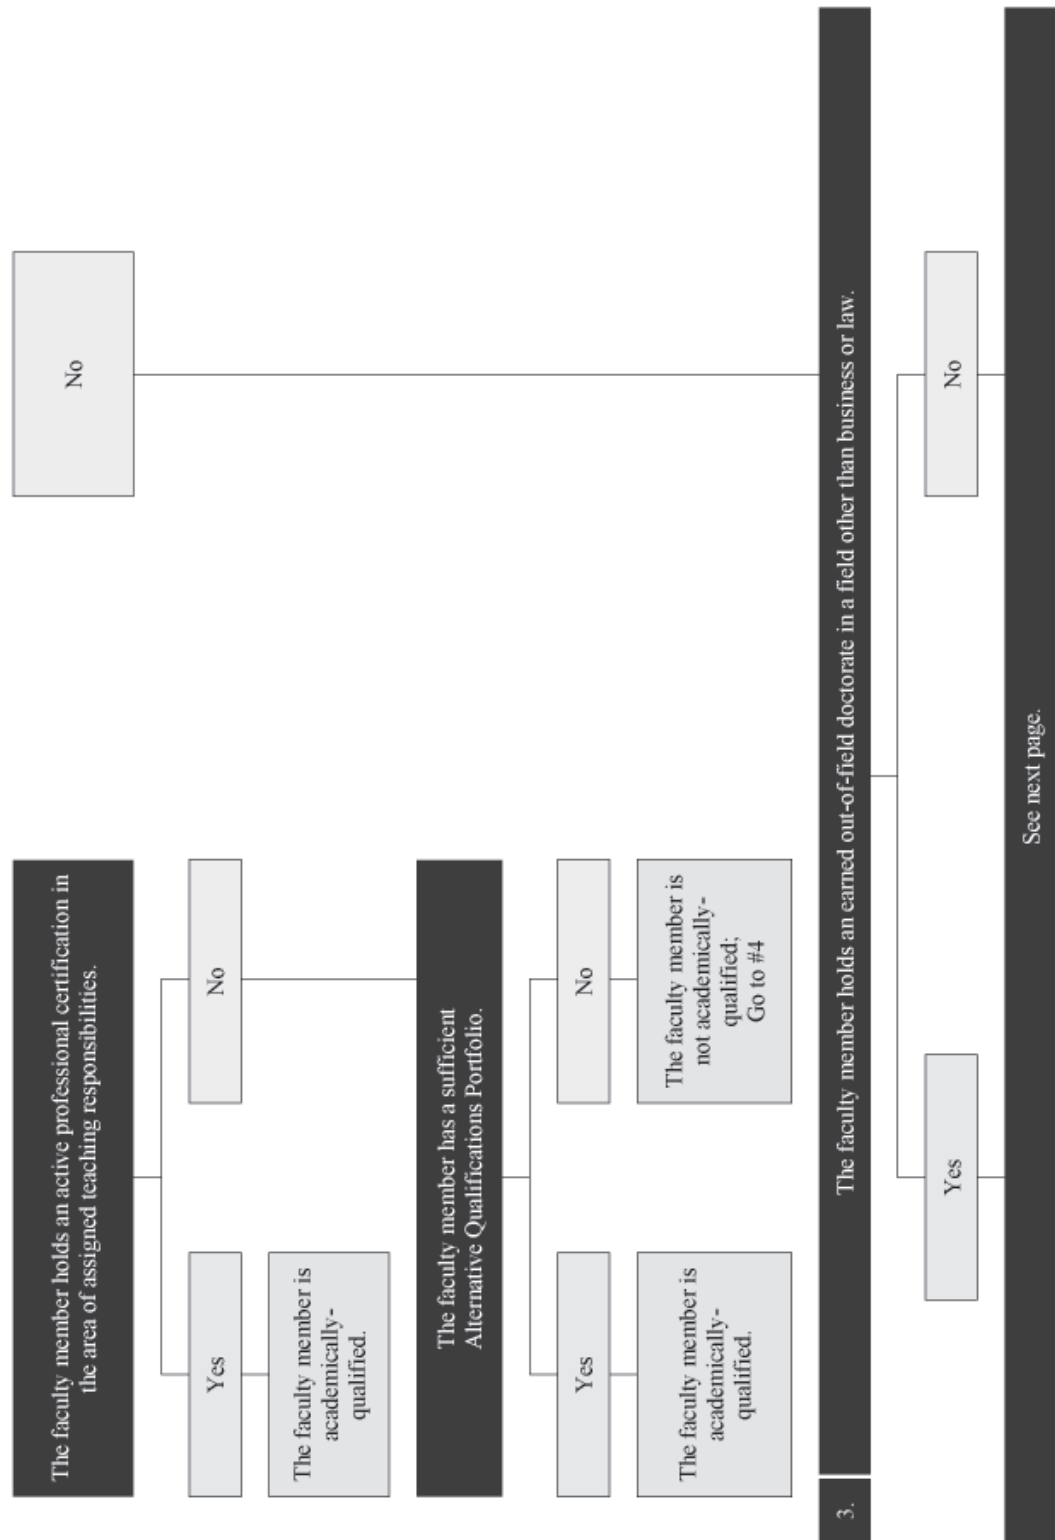 The faculty member holds an active professional certification in
the area of assigned teaching responsibilities.
No
Yes
No
The faculty member is
academically-
qualified.
The faculty member has a sufficient
Alternative Qualifications Portfolio.
Yes
No
The faculty member is
academically-
qualified.
The faculty member is
not academically-
qualified;
Go to #4
3.
The faculty member holds an earned out-of-field doctorate in a field other than business or law.
Yes
No
See next page.